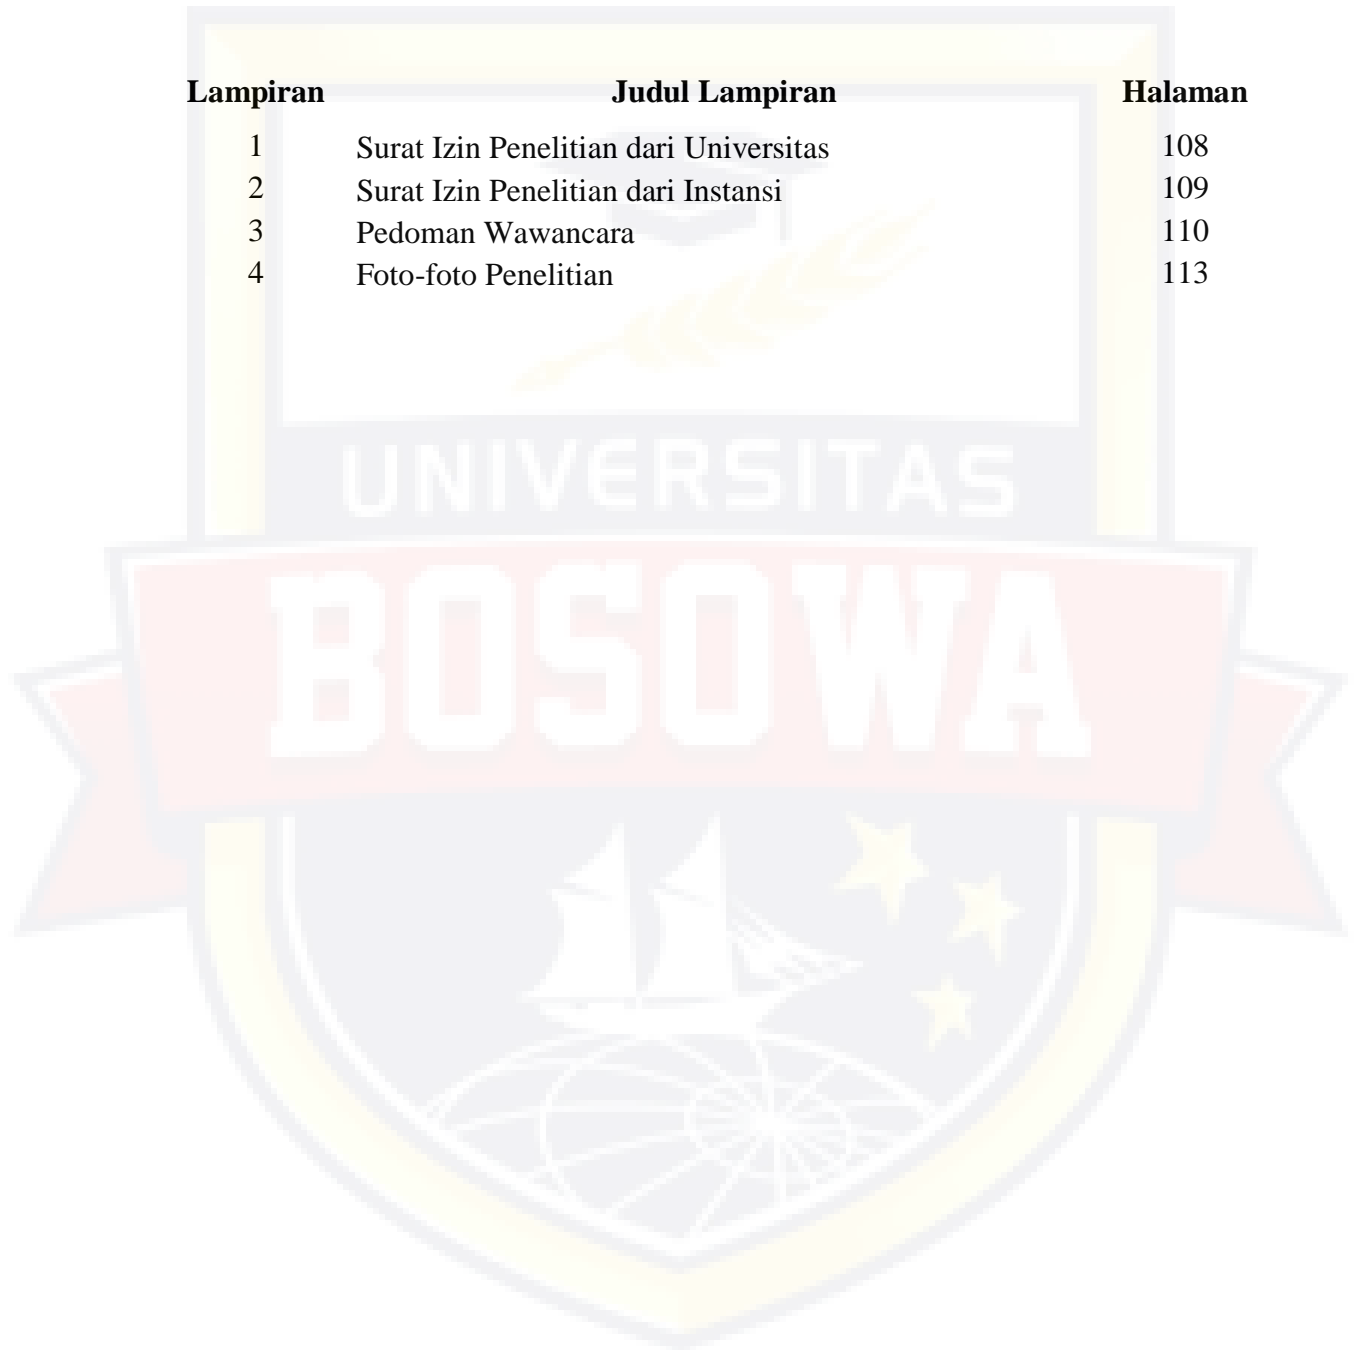 Lampiran Judul Lampiran Halaman
1 Surat Izin Penelitian dari Universitas 108
2 Surat Izin Penelitian dari Instansi 109
3 Pedoman Wawancara 110
4 Foto-foto Penelitian 113
UNIVERSITAS
BOSOWA